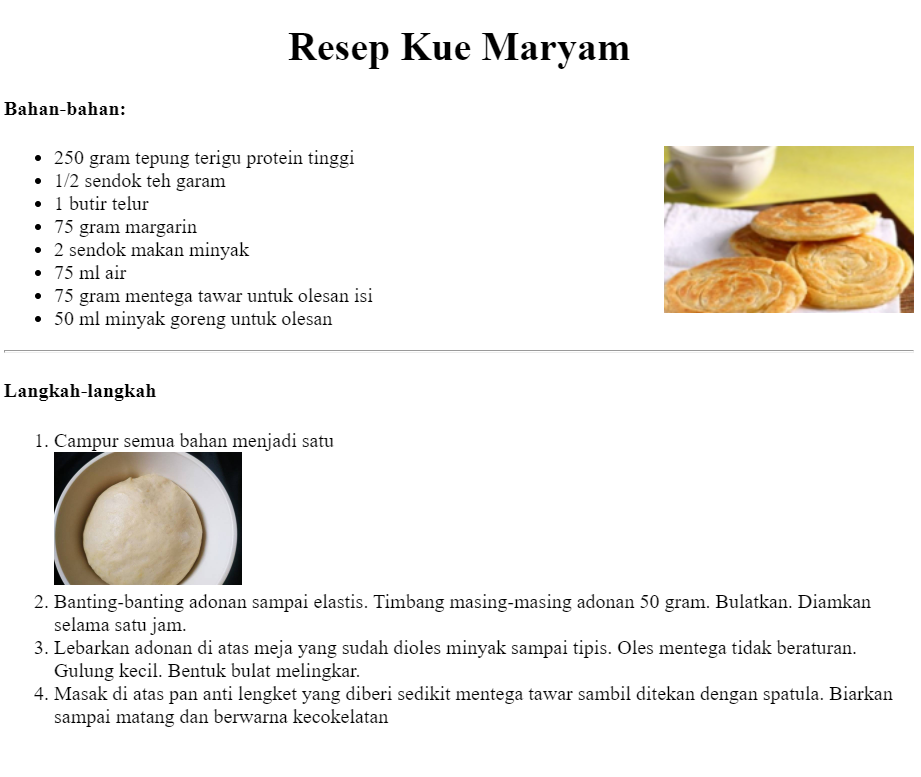 Resep Kue Maryam
Bahan-bahan:
• 250 gram tepung terigu protein tinggi
• 1/2 sendok teh garam
• 1 butir telur
• 75 gram margarin
• 2 sendok makan minyak
• 75 ml air
• 75 gram mentega tawar untuk olesan isi
• 50 ml minyak goreng untuk olesan
Langkah-langkah
1. Campur semua bahan menjadi satu
2. Banting-banting adonan sampai elastis. Timbang masing-masing adonan 50 gram. Bulatkan. Diamkan
selama satu jam.
3. Lebarkan adonan di atas meja yang sudah dioles minyak sampai tipis. Oles mentega tidak beraturan.
Gulung kecil. Bentuk bulat melingkar.
4. Masak di atas pan anti lengket yang diberi sedikit mentega tawar sambil ditekan dengan spatula. Biarkan
sampai matang dan berwarna kecokelatan